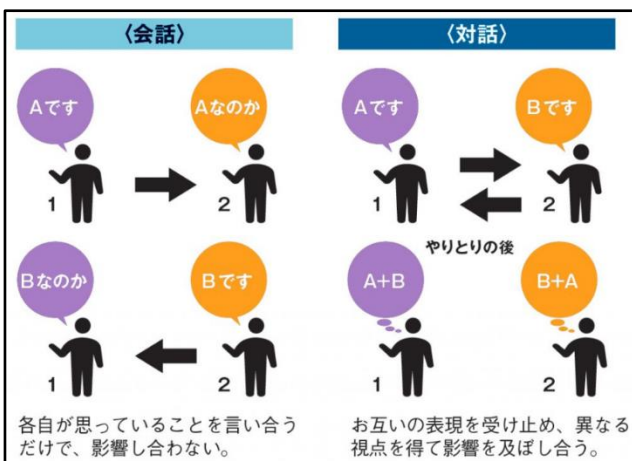 〈会話〉
Aです
Aなのか
1
2
Bなのか
Bです
1
2
各自が思っていることを言い合う
だけで、影響し合わない。
〈対話〉
Aです
Bです
1
2
やりとりの後
A+B
B+A
1
2
お互いの表現を受け止め、異なる
視点を得て影響を及ぼし合う。